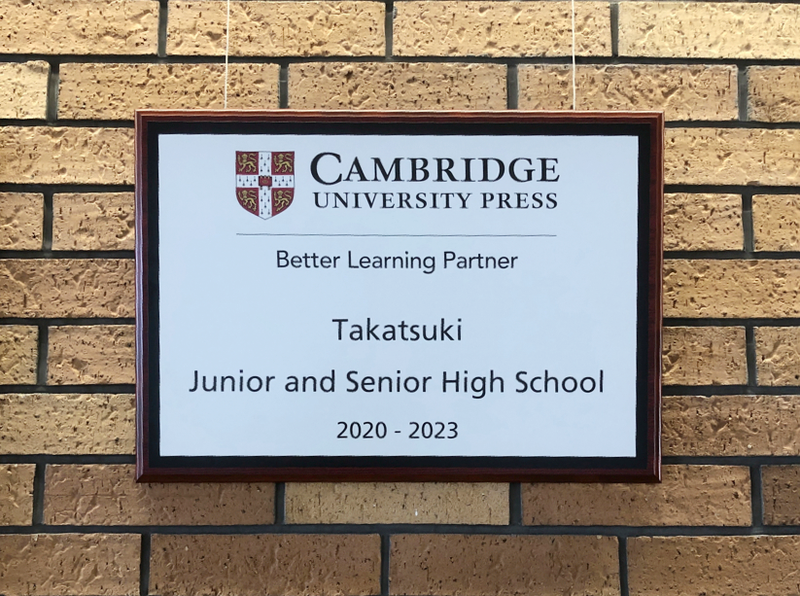 CAMBRIDGE
UNIVERSITY PRESS
Better Learning Partner
Takatsuki
Junior and Senior High School
2020 - 2023